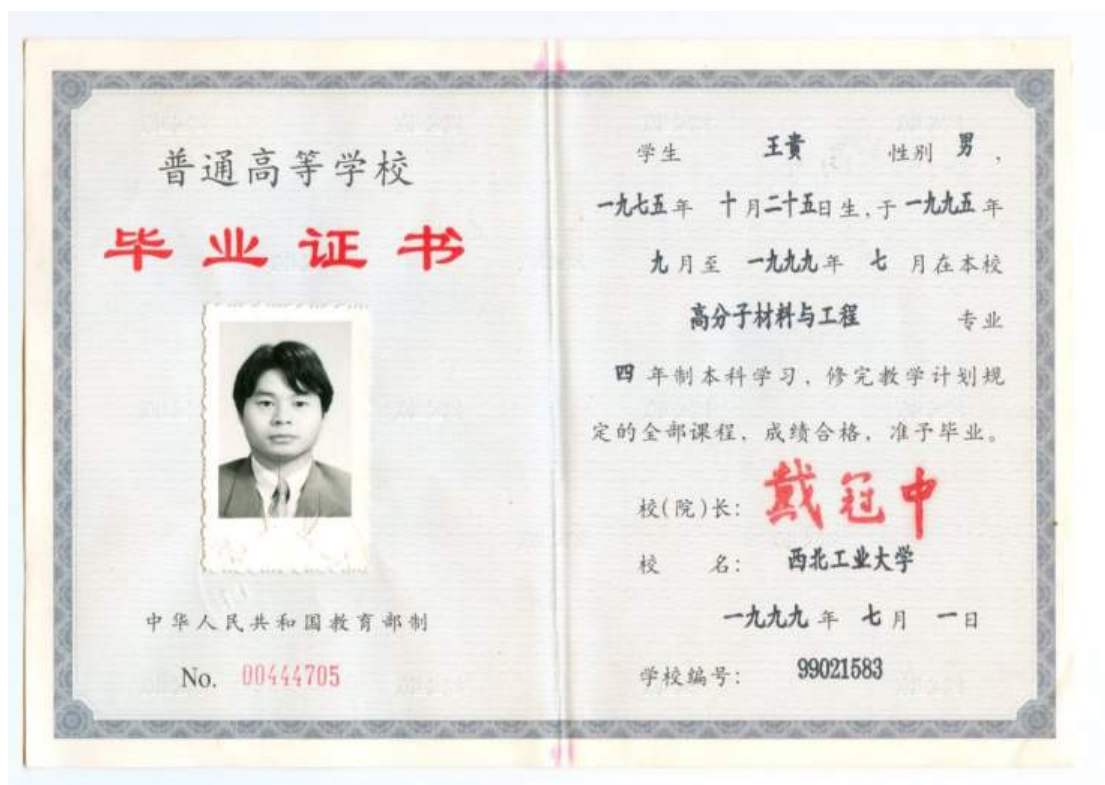 普通高等学校
毕业证书
中华人民共和国教育部制
No. 00444705
学生 王贵 性别 男，
一九七五年 十月二十五日生，于一九九五年
九月至 一九九九年 七 月在本校
高分子材料与工程 专业
四 年制本科学习，修完教学计划规
定的全部课程，成绩合格，准予毕业。
校(院)长： 戴冠中
校 名： 西北工业大学
一九九九年 七月 一日
学校编号： 99021583